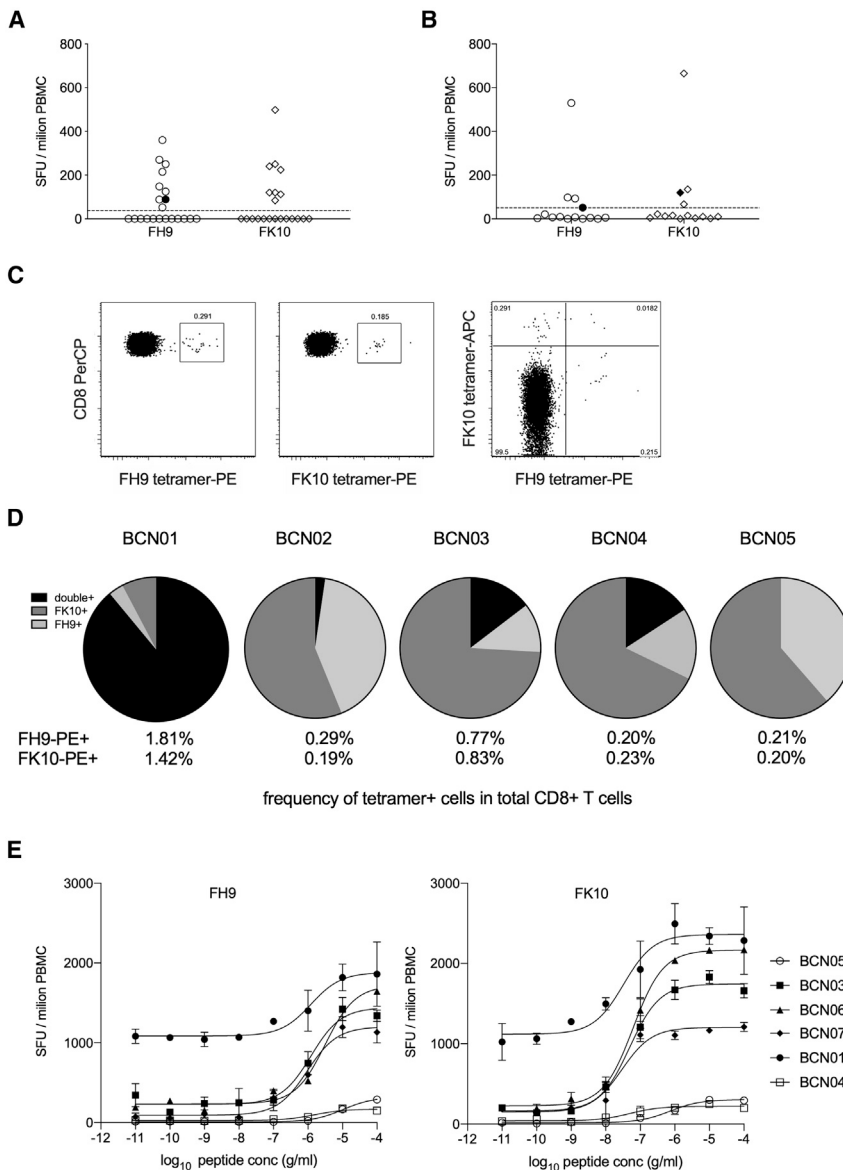 A
B
800
600
400
200
0
SFU / milion PBMC
FH9
FK10
800
600
400
200
0
SFU / milion PBMC
FH9
FK10
C
0.291
CD8 PerCP
FH9 tetramer-PE
0.185
FK10 tetramer-PE
0.291
0.0182
99.5
0.215
FK10 tetramer-APC
FH9 tetramer-PE
D
BCN01
BCN02
BCN03
BCN04
BCN05
double+
FK10+
FH9+
FH9-PE+ 1.81% 0.29% 0.77% 0.20% 0.21%
FK10-PE+ 1.42% 0.19% 0.83% 0.23% 0.20%
frequency of tetramer+ cells in total CD8+ T cells
E
FH9
3000
2000
1000
0
SFU / milion PBMC
-12 -11 -10 -9 -8 -7 -6 -5 -4
log10 peptide conc (g/ml)
FK10
3000
2000
1000
0
SFU / milion PBMC
-12 -11 -10 -9 -8 -7 -6 -5 -4
log10 peptide conc (g/ml)
BCN05
BCN03
BCN06
BCN07
BCN01
BCN04